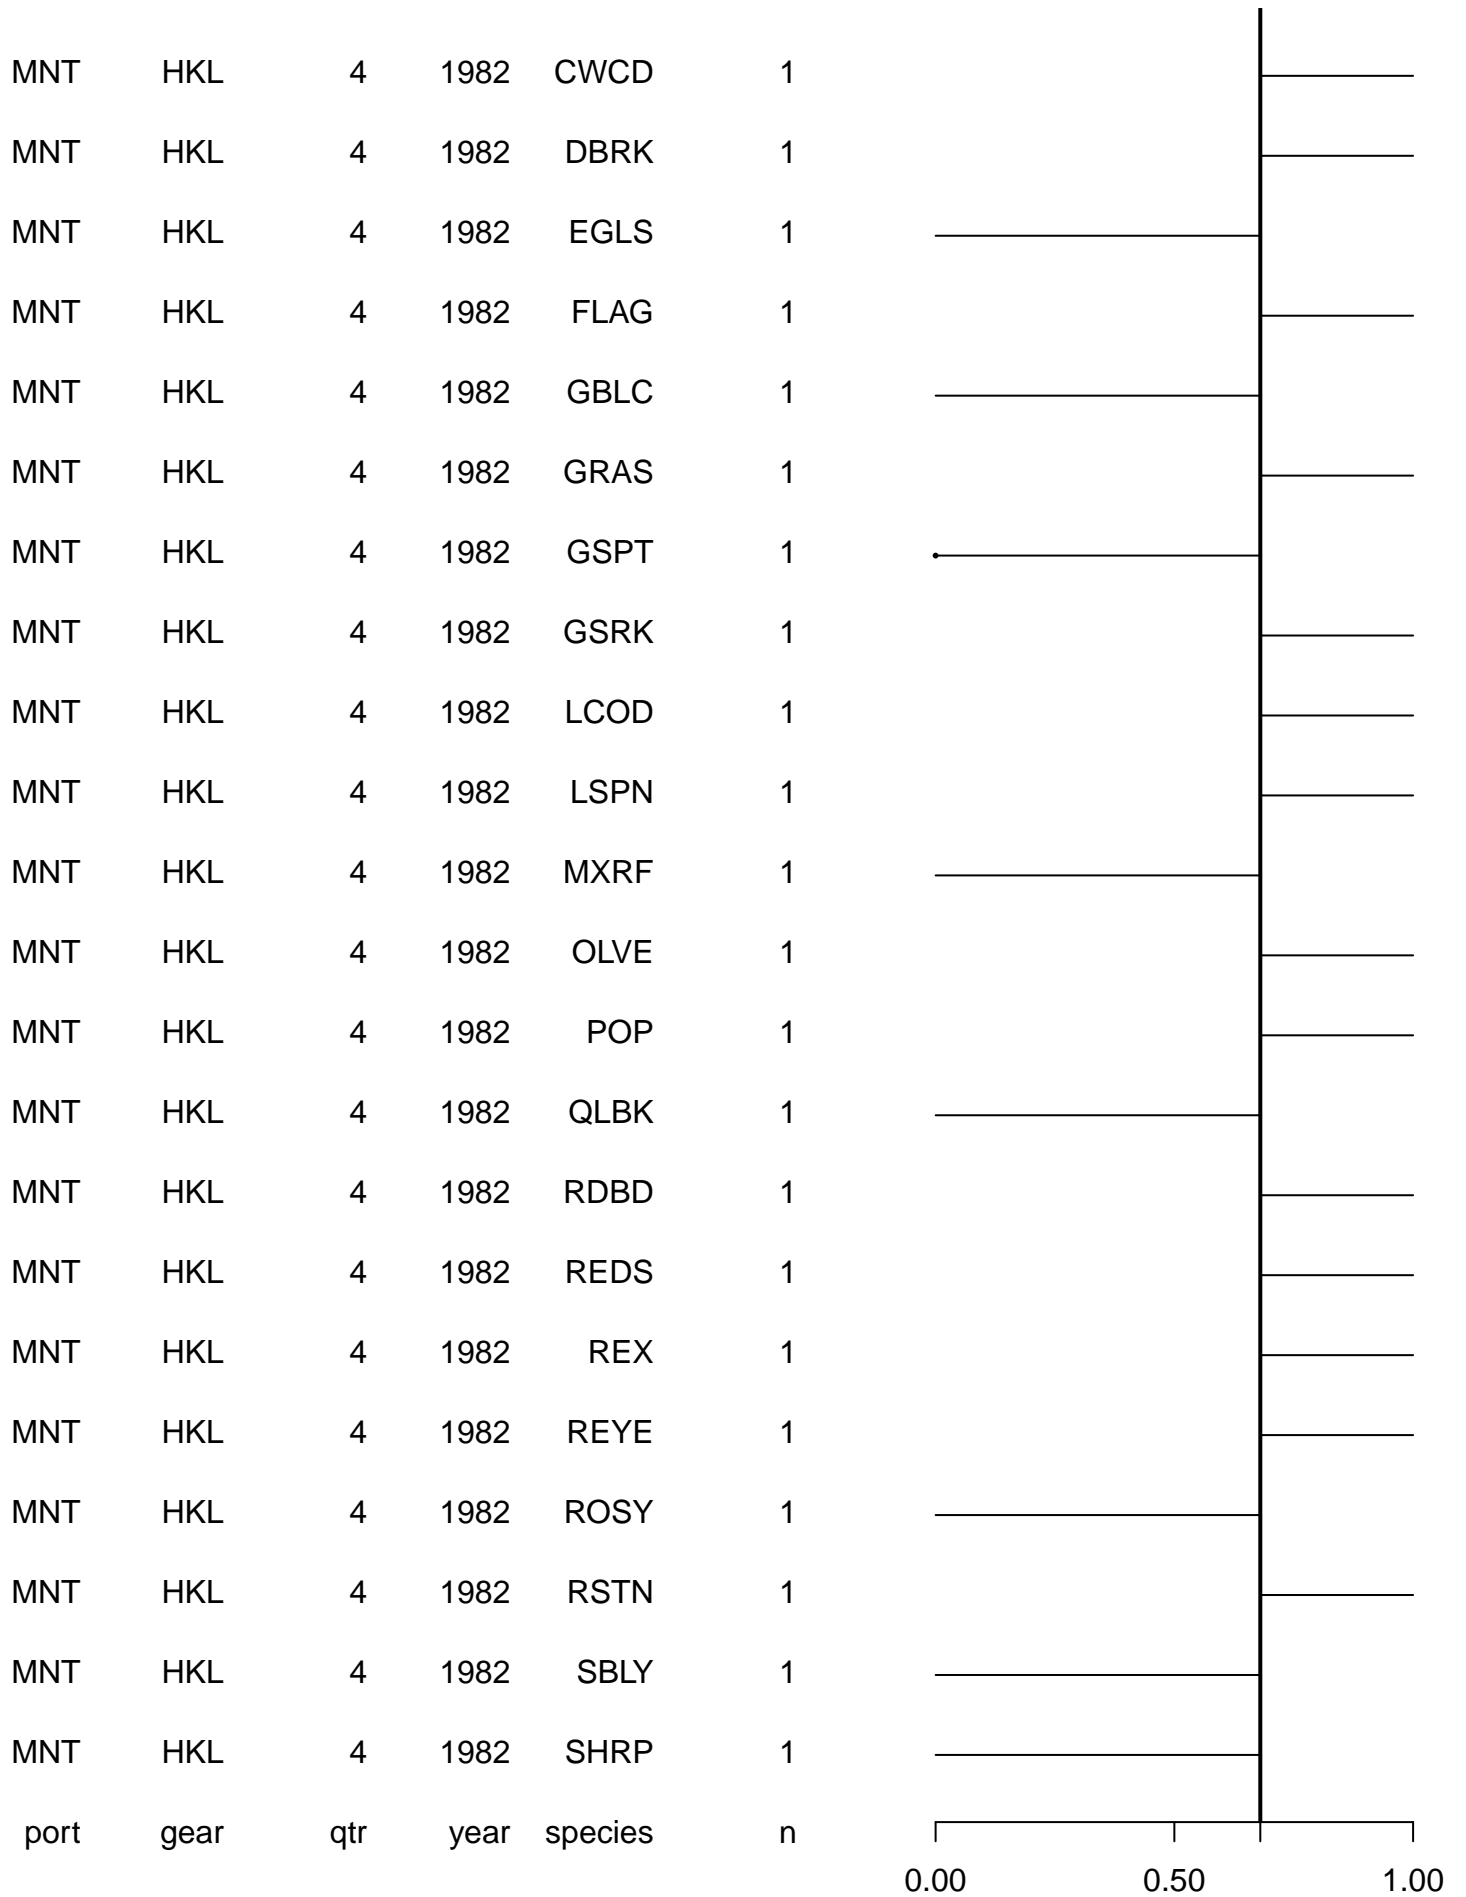 MNT HKL 4 1982 CWCD 1
MNT HKL 4 1982 DBRK 1
MNT HKL 4 1982 EGLS 1
MNT HKL 4 1982 FLAG 1
MNT HKL 4 1982 GBLC 1
MNT HKL 4 1982 GRAS 1
MNT HKL 4 1982 GSPT 1
MNT HKL 4 1982 GSRK 1
MNT HKL 4 1982 LCOD 1
MNT HKL 4 1982 LSPN 1
MNT HKL 4 1982 MXRF 1
MNT HKL 4 1982 OLVE 1
MNT HKL 4 1982 POP 1
MNT HKL 4 1982 QLBK 1
MNT HKL 4 1982 RDBD 1
MNT HKL 4 1982 REDS 1
MNT HKL 4 1982 REX 1
MNT HKL 4 1982 REYE 1
MNT HKL 4 1982 ROSY 1
MNT HKL 4 1982 RSTN 1
MNT HKL 4 1982 SBLY 1
MNT HKL 4 1982 SHRP 1
port gear qtr year species n
0.00 0.50 1.00